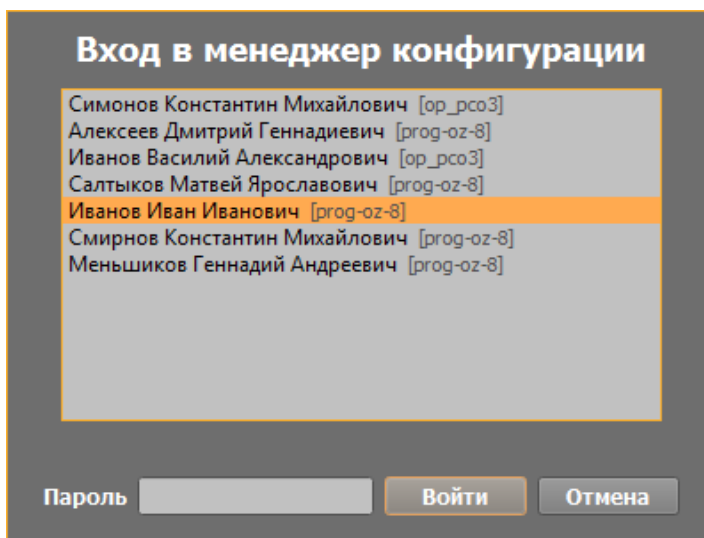 Вход в менеджер конфигурации
Симонов Константин Михайлович [op_pco3]
Алексеев Дмитрий Геннадиевич [prog-oz-8]
Иванов Василий Александрович [op_pco3]
Салтыков Матвей Ярославович [prog-oz-8]
Иванов Иван Иванович [prog-oz-8]
Смирнов Константин Михайлович [prog-oz-8]
Меньшиков Геннадий Андреевич [prog-oz-8]
Пароль Войти Отмена